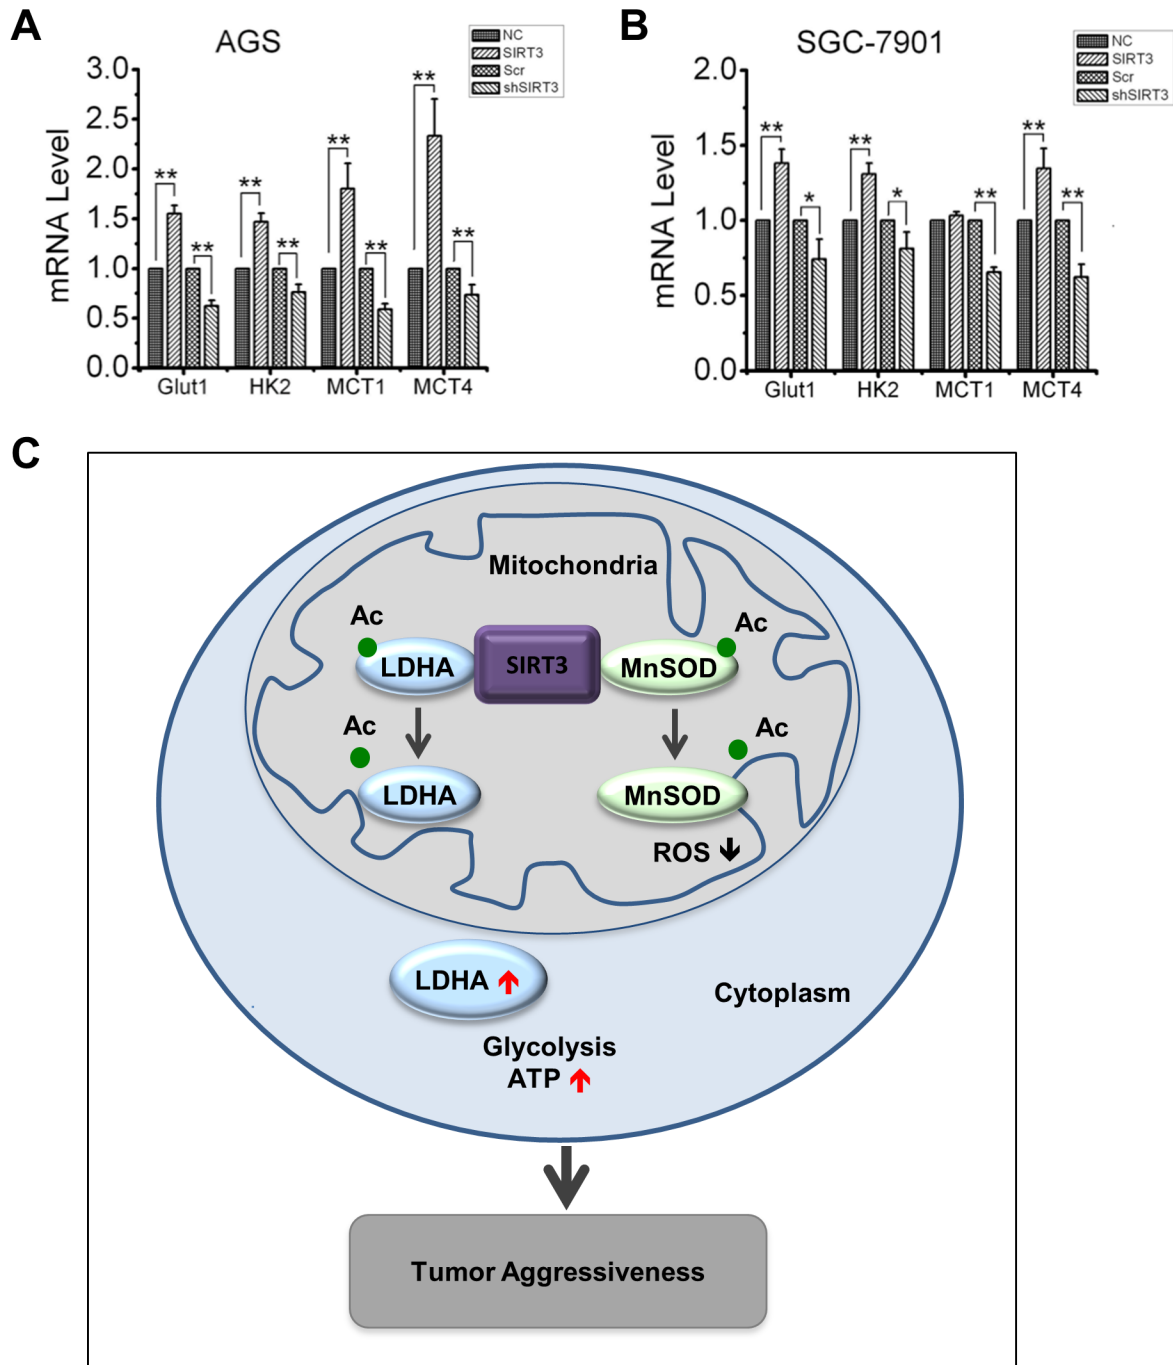 A
AGS
NC
SIRT3
Scr
shSIRT3
mRNA Level
3.0
2.5
2.0
1.5
1.0
0.5
0.0
** ** ** ** ** ** ** **
Glut1 HK2 MCT1 MCT4
B
SGC-7901
NC
SIRT3
Scr
shSIRT3
mRNA Level
2.0
1.5
1.0
0.5
0.0
** * ** * ** ** **
Glut1 HK2 MCT1 MCT4
C
Mitochondria
Ac Ac
LDHA SIRT3 MnSOD
Ac Ac
LDHA MnSOD
ROS
LDHA
Cytoplasm
Glycolysis
ATP
Tumor Aggressiveness